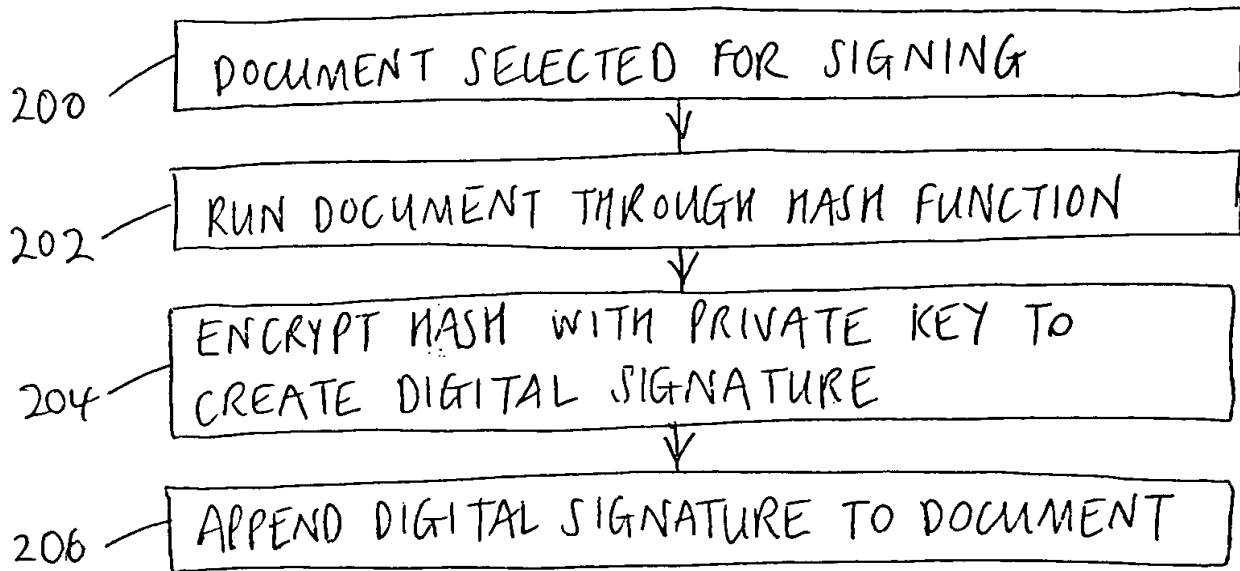 200 DOCUMENT SELECTED FOR SIGNING
202 RUN DOCUMENT THROUGH HASH FUNCTION
204 ENCRYPT HASH WITH PRIVATE KEY TO
CREATE DIGITAL SIGNATURE
206 APPEND DIGITAL SIGNATURE TO DOCUMENT